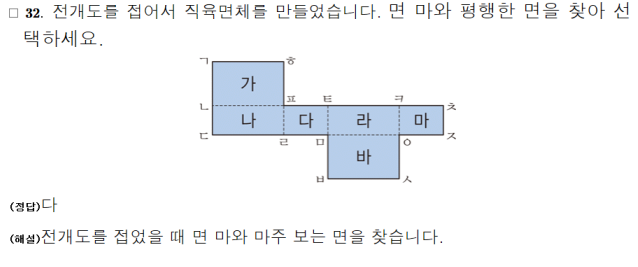 □ 32. 전개도를 접어서 직육면체를 만들었습니다. 면 마와 평행한 면을 찾아 선
택하세요.
ㄱ ㅎ
가
ㄴ ㅍ ㅌ ㅋ ㅊ
나 다 라 마
ㄷ ㄹ ㅁ ㅇ ㅈ
바
ㅂ ㅅ
(정답)다
(해설)전개도를 접었을 때 면 마와 마주 보는 면을 찾습니다.